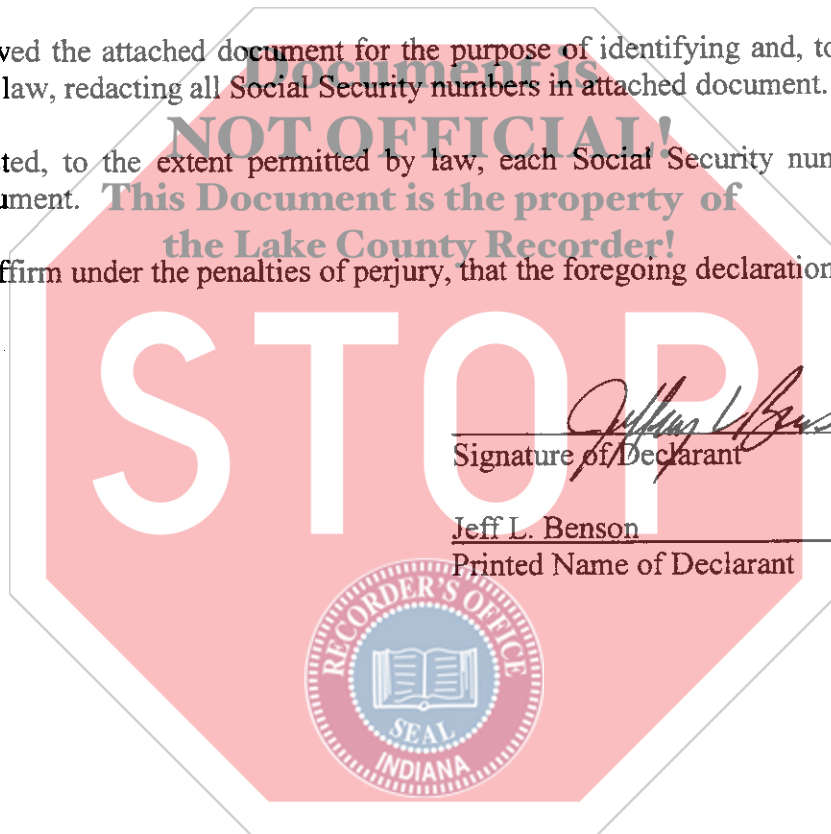 ved the attached document for the purpose of identifying and, to
Document is
law, redacting all Social Security numbers in attached document.
NOT OFFICIAL!
ted, to the extent permitted by law, each Social Security num
ument. This Document is the property of
the Lake County Recorder!
ffirm under the penalties of perjury, that the foregoing declaration
STOP
Jeffrey L Bens
Signature of Declarant
Jeff L. Benson
Printed Name of Declarant
RECORDER'S OFFICE
SEAL
INDIANA